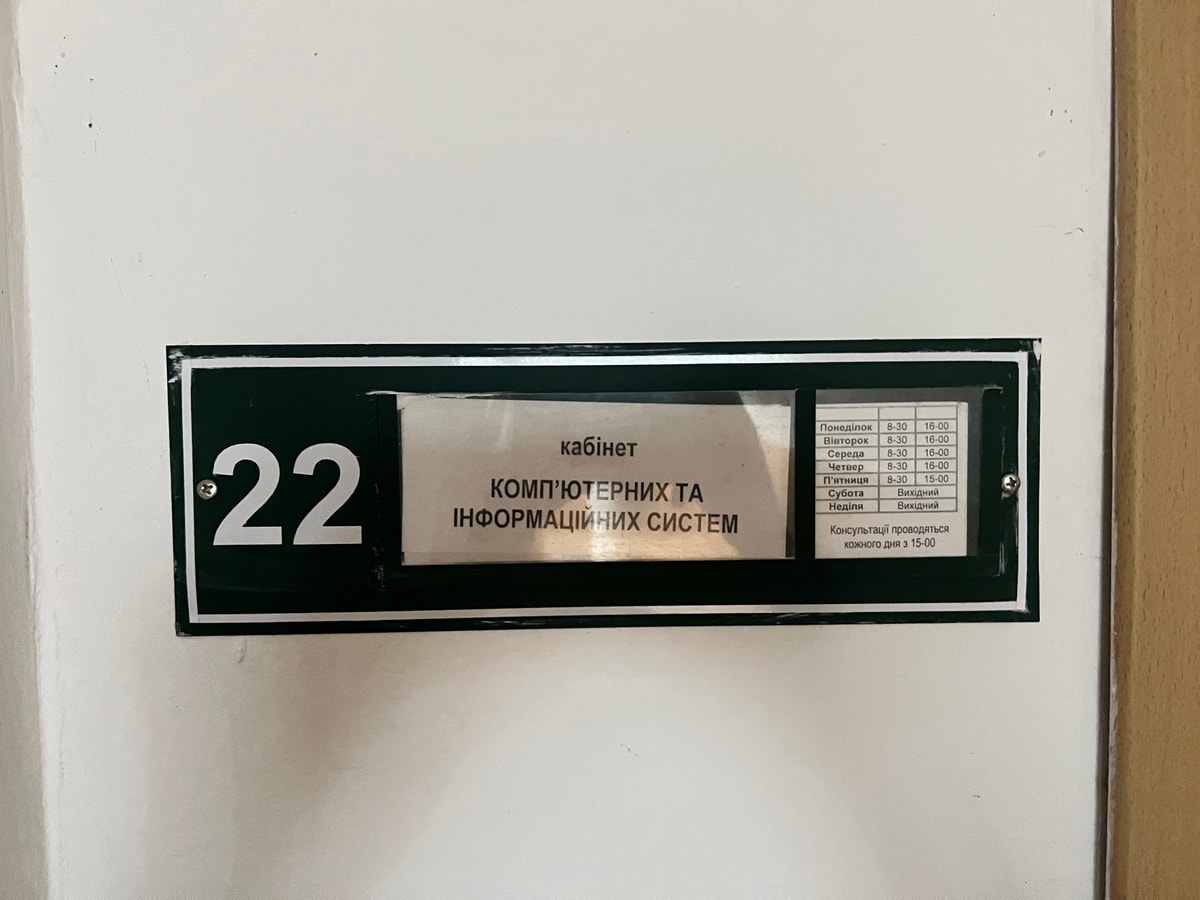 22
кабінет
КОМП'ЮТЕРНИХ ТА
ІНФОРМАЦІЙНИХ СИСТЕМ
Понеділок 8-30 16-00
Вівторок 8-30 16-00
Середа 8-30 16-00
Четвер 8-30 16-00
П'ятниця 8-30 15-00
Субота Вихідний
Неділя Вихідний
Консультації проводяться
кожного дня з 15-00